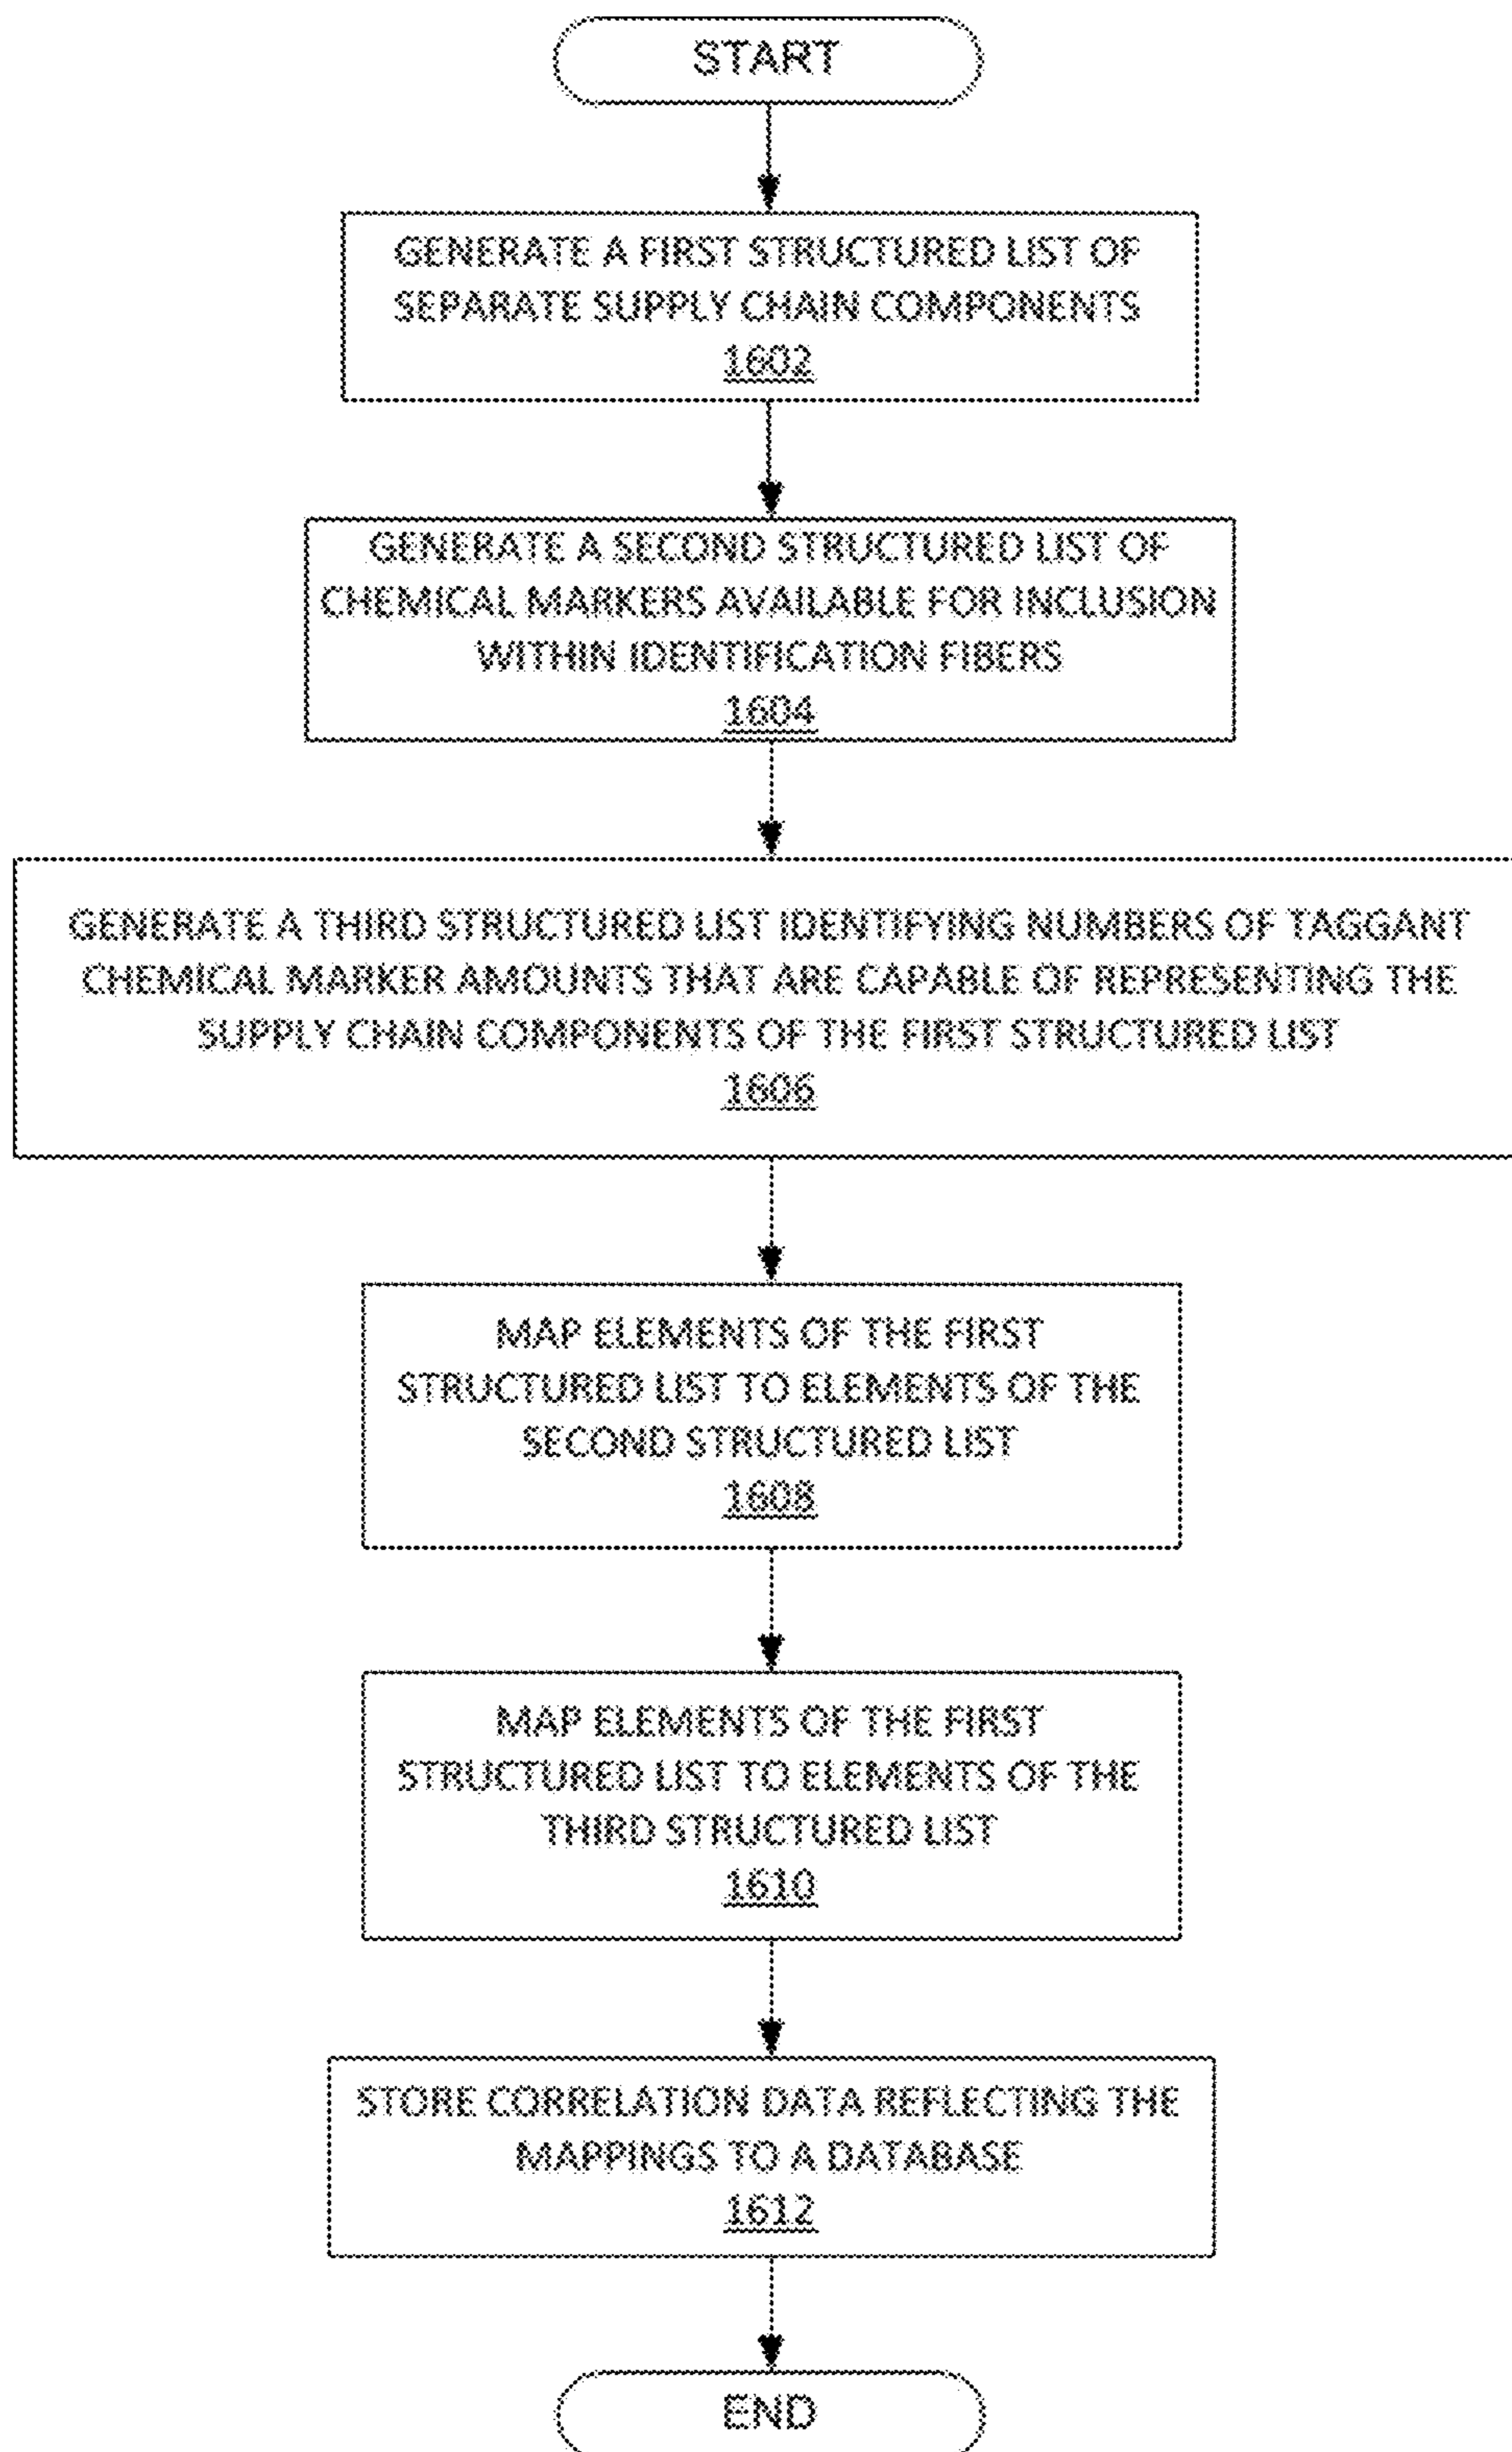 START
GENERATE A FIRST STRUCTURED LIST OF
SEPARATE SUPPLY CHAIN COMPONENTS
1602
GENERATE A SECOND STRUCTURED LIST OF
CHEMICAL MARKERS AVAILABLE FOR INCLUSION
WITHIN IDENTIFICATION FIBERS
1604
GENERATE A THIRD STRUCTURED LIST IDENTIFYING NUMBERS OF TAGGANT
CHEMICAL MARKER AMOUNTS THAT ARE CAPABLE OF REPRESENTING THE
SUPPLY CHAIN COMPONENTS OF THE FIRST STRUCTURED LIST
1606
MAP ELEMENTS OF THE FIRST
STRUCTURED LIST TO ELEMENTS OF THE
SECOND STRUCTURED LIST
1608
MAP ELEMENTS OF THE FIRST
STRUCTURED LIST TO ELEMENTS OF THE
THIRD STRUCTURED LIST
1610
STORE CORRELATION DATA REFLECTING THE
MAPPINGS TO A DATABASE
1612
END